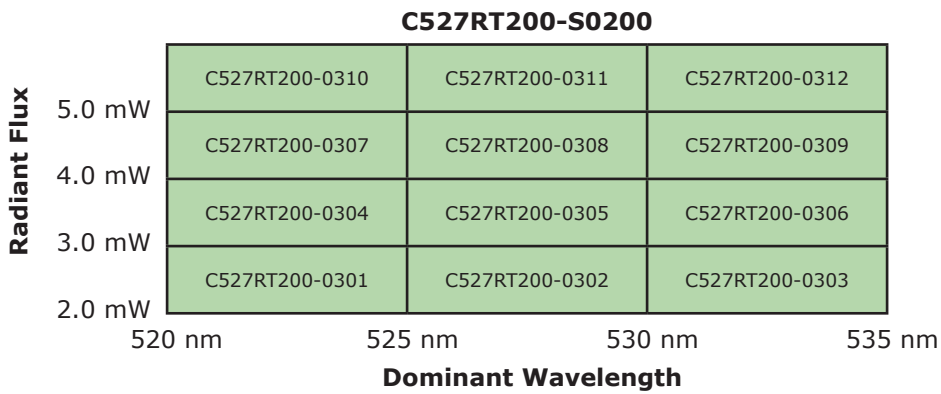 C527RT200-S0200
Radiant Flux
C527RT200-0310 C527RT200-0311 C527RT200-0312
5.0 mW
C527RT200-0307 C527RT200-0308 C527RT200-0309
4.0 mW
C527RT200-0304 C527RT200-0305 C527RT200-0306
3.0 mW
C527RT200-0301 C527RT200-0302 C527RT200-0303
2.0 mW
520 nm 525 nm 530 nm 535 nm
Dominant Wavelength